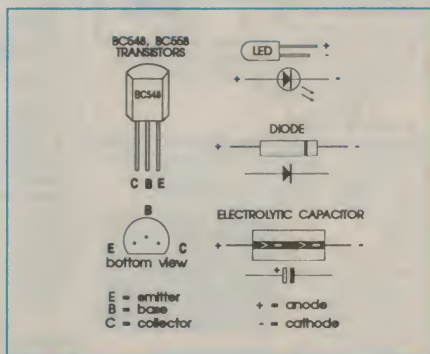 BC548, BC558
TRANSISTORS
BC548
C B E
B
E C
bottom view
E = emitter
B = base
C = collector
LED
+
-
+ -
DIODE
+ -
ELECTROLYTIC CAPACITOR
+ -
+
+ = anode
- = cathode